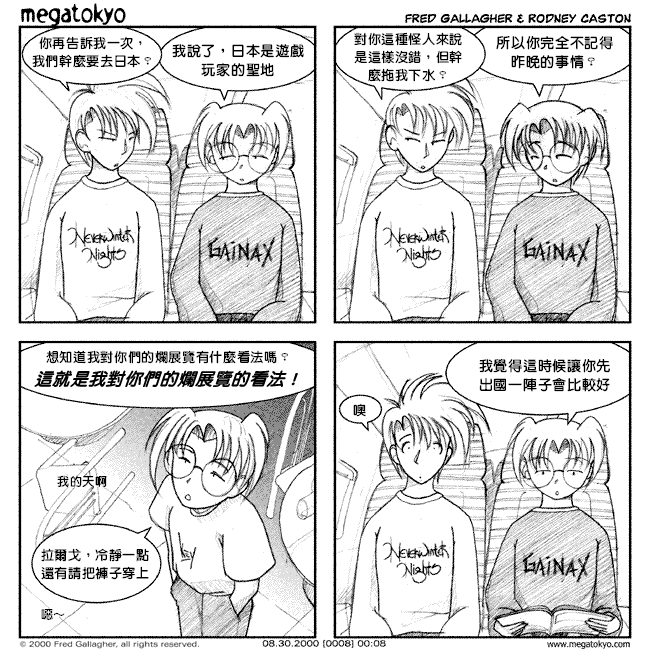 megatokyo
FRED GALLAGHER & RODNEY CASTON
你再告訴我一次，
我們幹麼要去日本？
我說了，日本是遊戲
玩家的聖地
NEVERWINTER
NIGHTS
GAINAX
對你這種怪人來說
是這樣沒錯，但幹
麼拖我下水？
所以你完全不記得
昨晚的事情？
NEVERWINTER
NIGHTS
GAINAX
想知道我對你們的爛展覽有什麼看法嗎？
這就是我對你們的爛展覽的看法！
我的天啊
拉爾戈，冷靜一點
還有請把褲子穿上
噁～
我覺得這時候讓你先
出國一陣子會比較好
噢
NEVERWINTER
NIGHTS
GAINAX
© 2000 Fred Gallagher, all rights reserved.
08.30.2000 [0008] 00:08
www.megatokyo.com